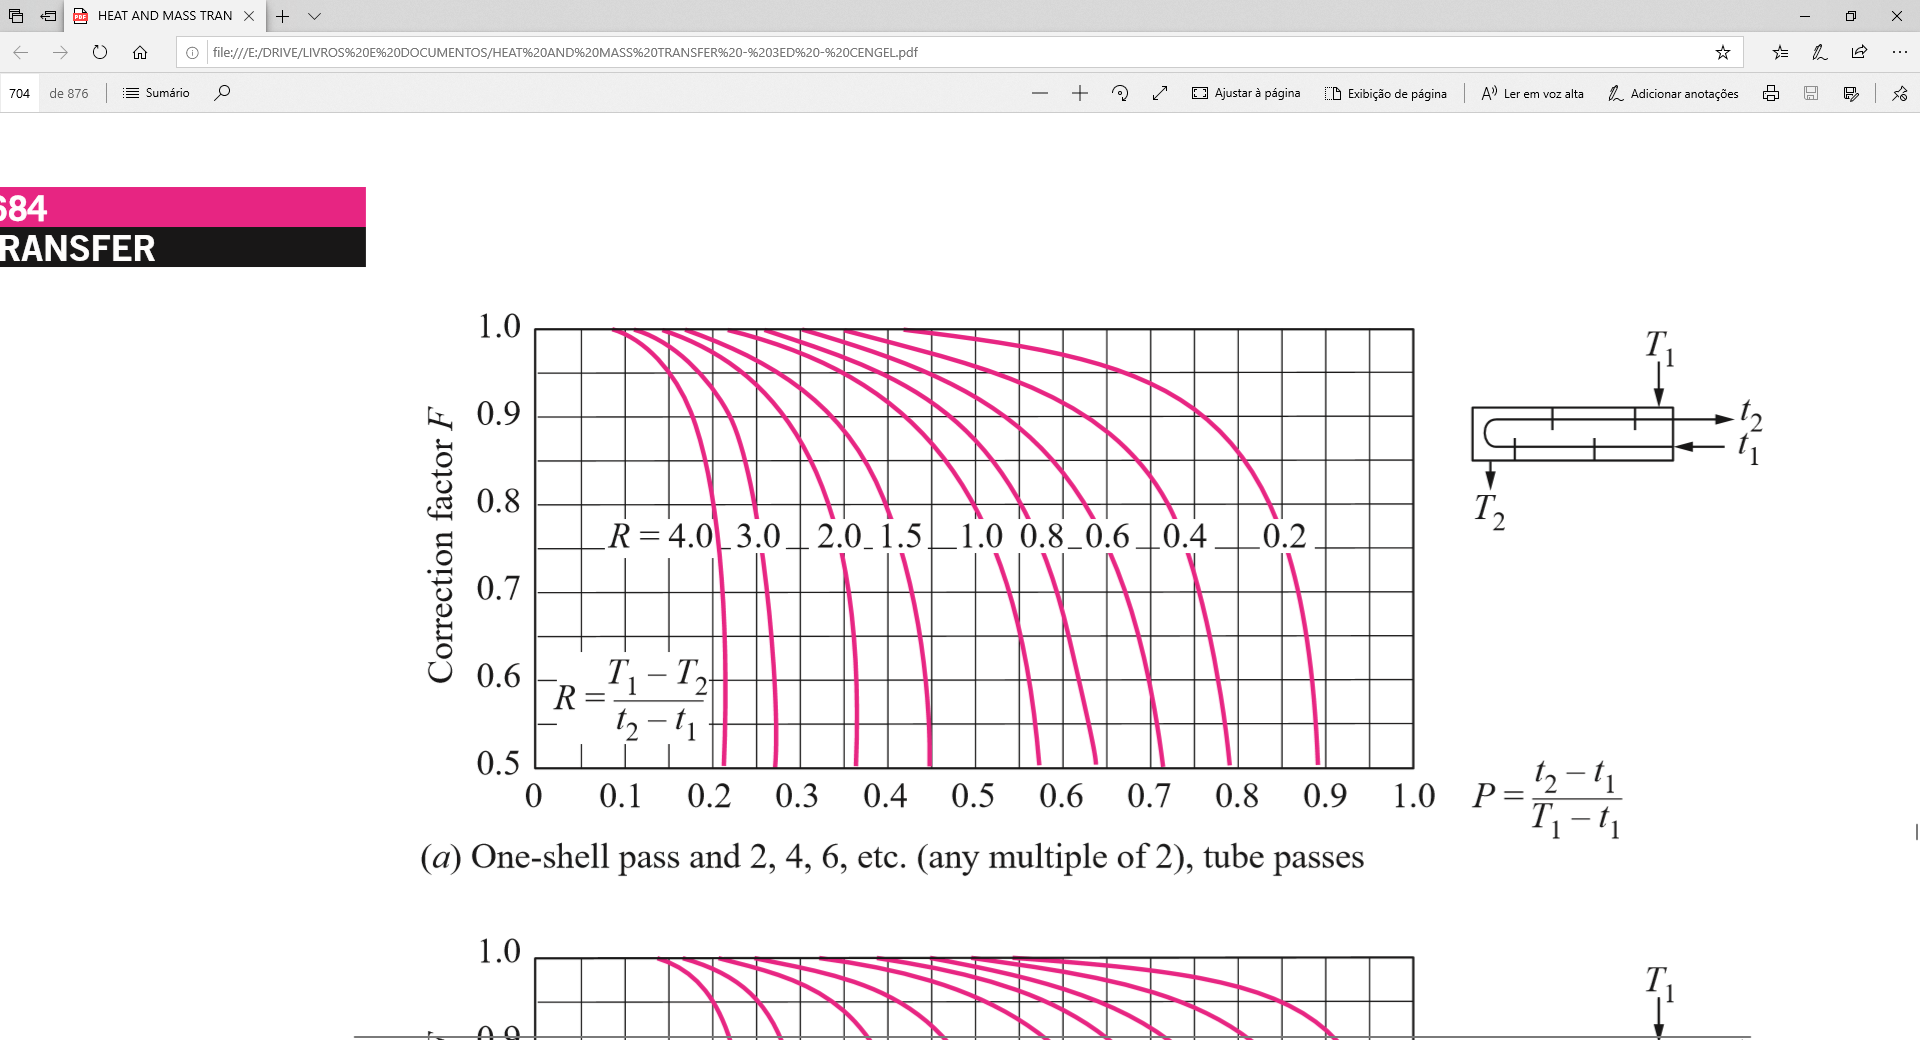 HEAT AND MASS TRAN
file:///E:/DRIVE/LIVROS%20E%20DOCUMENTOS/HEAT%20AND%20MASS%20TRANSFER%20-%203ED%20-%20CENGEL.pdf
704 de 876 Sumário Ajustar à página Exibição de página Ler em voz alta Adicionar anotações
684
RANSFER
Correction factor F
1.0
0.9
0.8
0.7
0.6
0.5
R = 4.0 3.0 2.0 1.5 1.0 0.8 0.6 0.4 0.2
R = T1 – T2
t2 – t1
0 0.1 0.2 0.3 0.4 0.5 0.6 0.7 0.8 0.9 1.0
T1
t2
t1
T2
P = t2 – t1
T1 – t1
(a) One-shell pass and 2, 4, 6, etc. (any multiple of 2), tube passes
1.0
0.9
T1